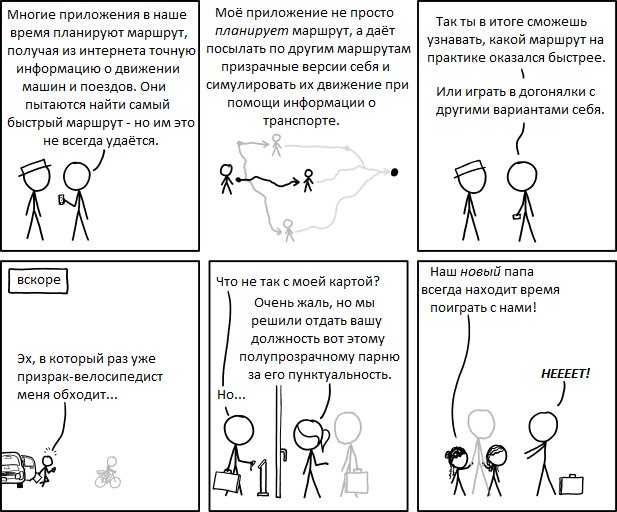 Многие приложения в наше
время планируют маршрут,
получая из интернета точную
информацию о движении
машин и поездов. Они
пытаются найти самый
быстрый маршрут - но им это
не всегда удаётся.
Моё приложение не просто
планирует маршрут, а даёт
посылать по другим маршрутам
призрачные версии себя и
симулировать их движение при
помощи информации о
транспорте.
Так ты в итоге сможешь
узнавать, какой маршрут на
практике оказался быстрее.
Или играть в догонялки с
другими вариантами себя.
вскоре
Эх, в который раз уже
призрак-велосипедист
меня обходит...
Что не так с моей картой?
Очень жаль, но мы
решили отдать вашу
должность вот этому
полупрозрачному парню
за его пунктуальность.
Но...
Наш новый папа
всегда находит время
поиграть с нами!
НЕЕЕЕТ!